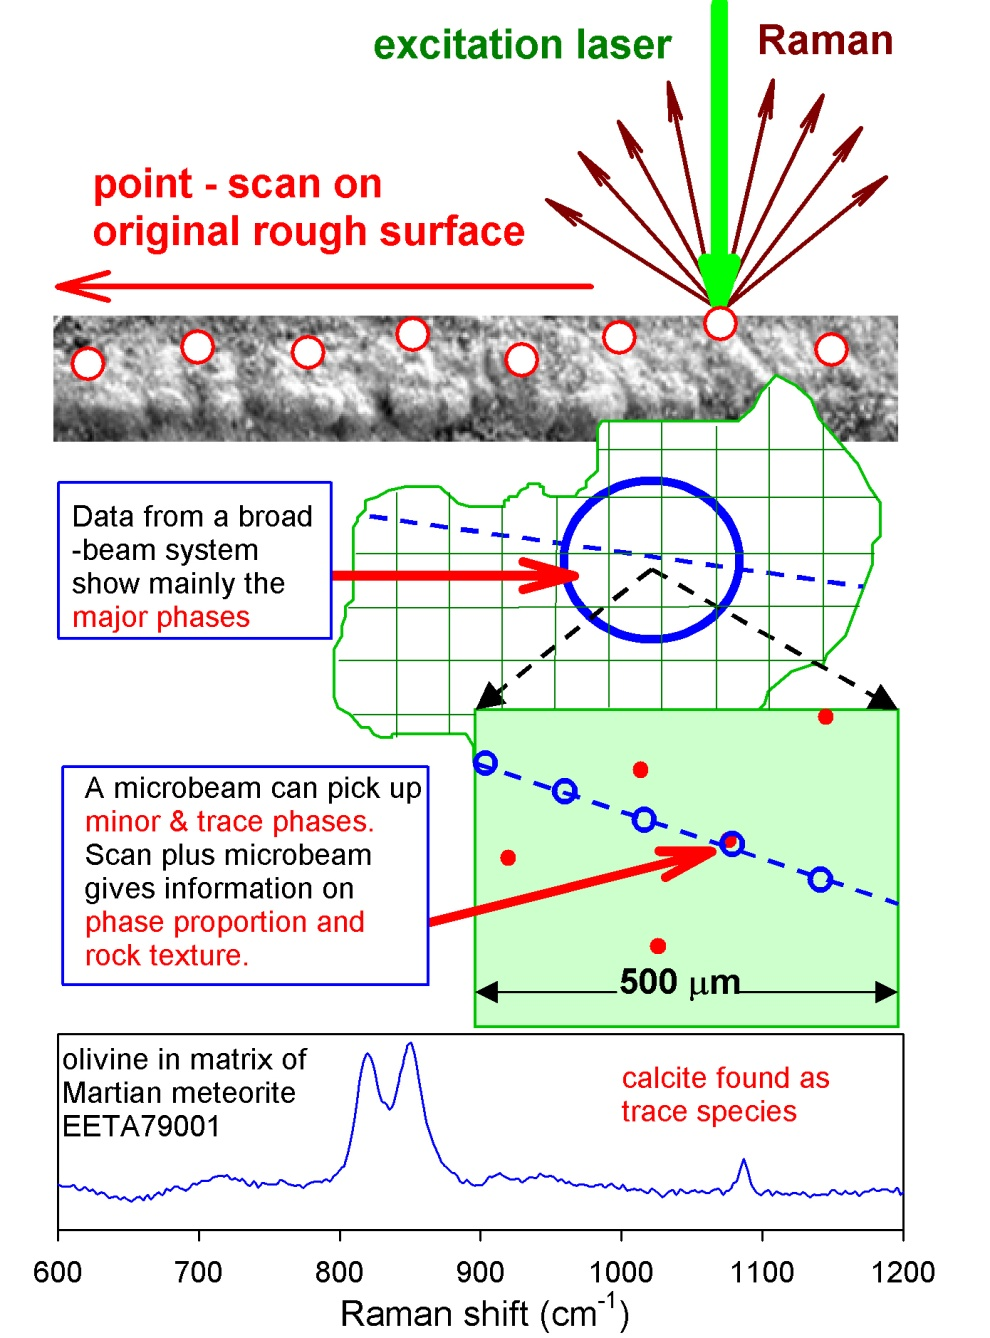 excitation laser
Raman
point - scan on
original rough surface
Data from a broad
-beam system
show mainly the
major phases
A microbeam can pick up
minor & trace phases.
Scan plus microbeam
gives information on
phase proportion and
rock texture.
500 μm
olivine in matrix of
Martian meteorite
EETA79001
calcite found as
trace species
600 700 800 900 1000 1100 1200
Raman shift (cm-1)